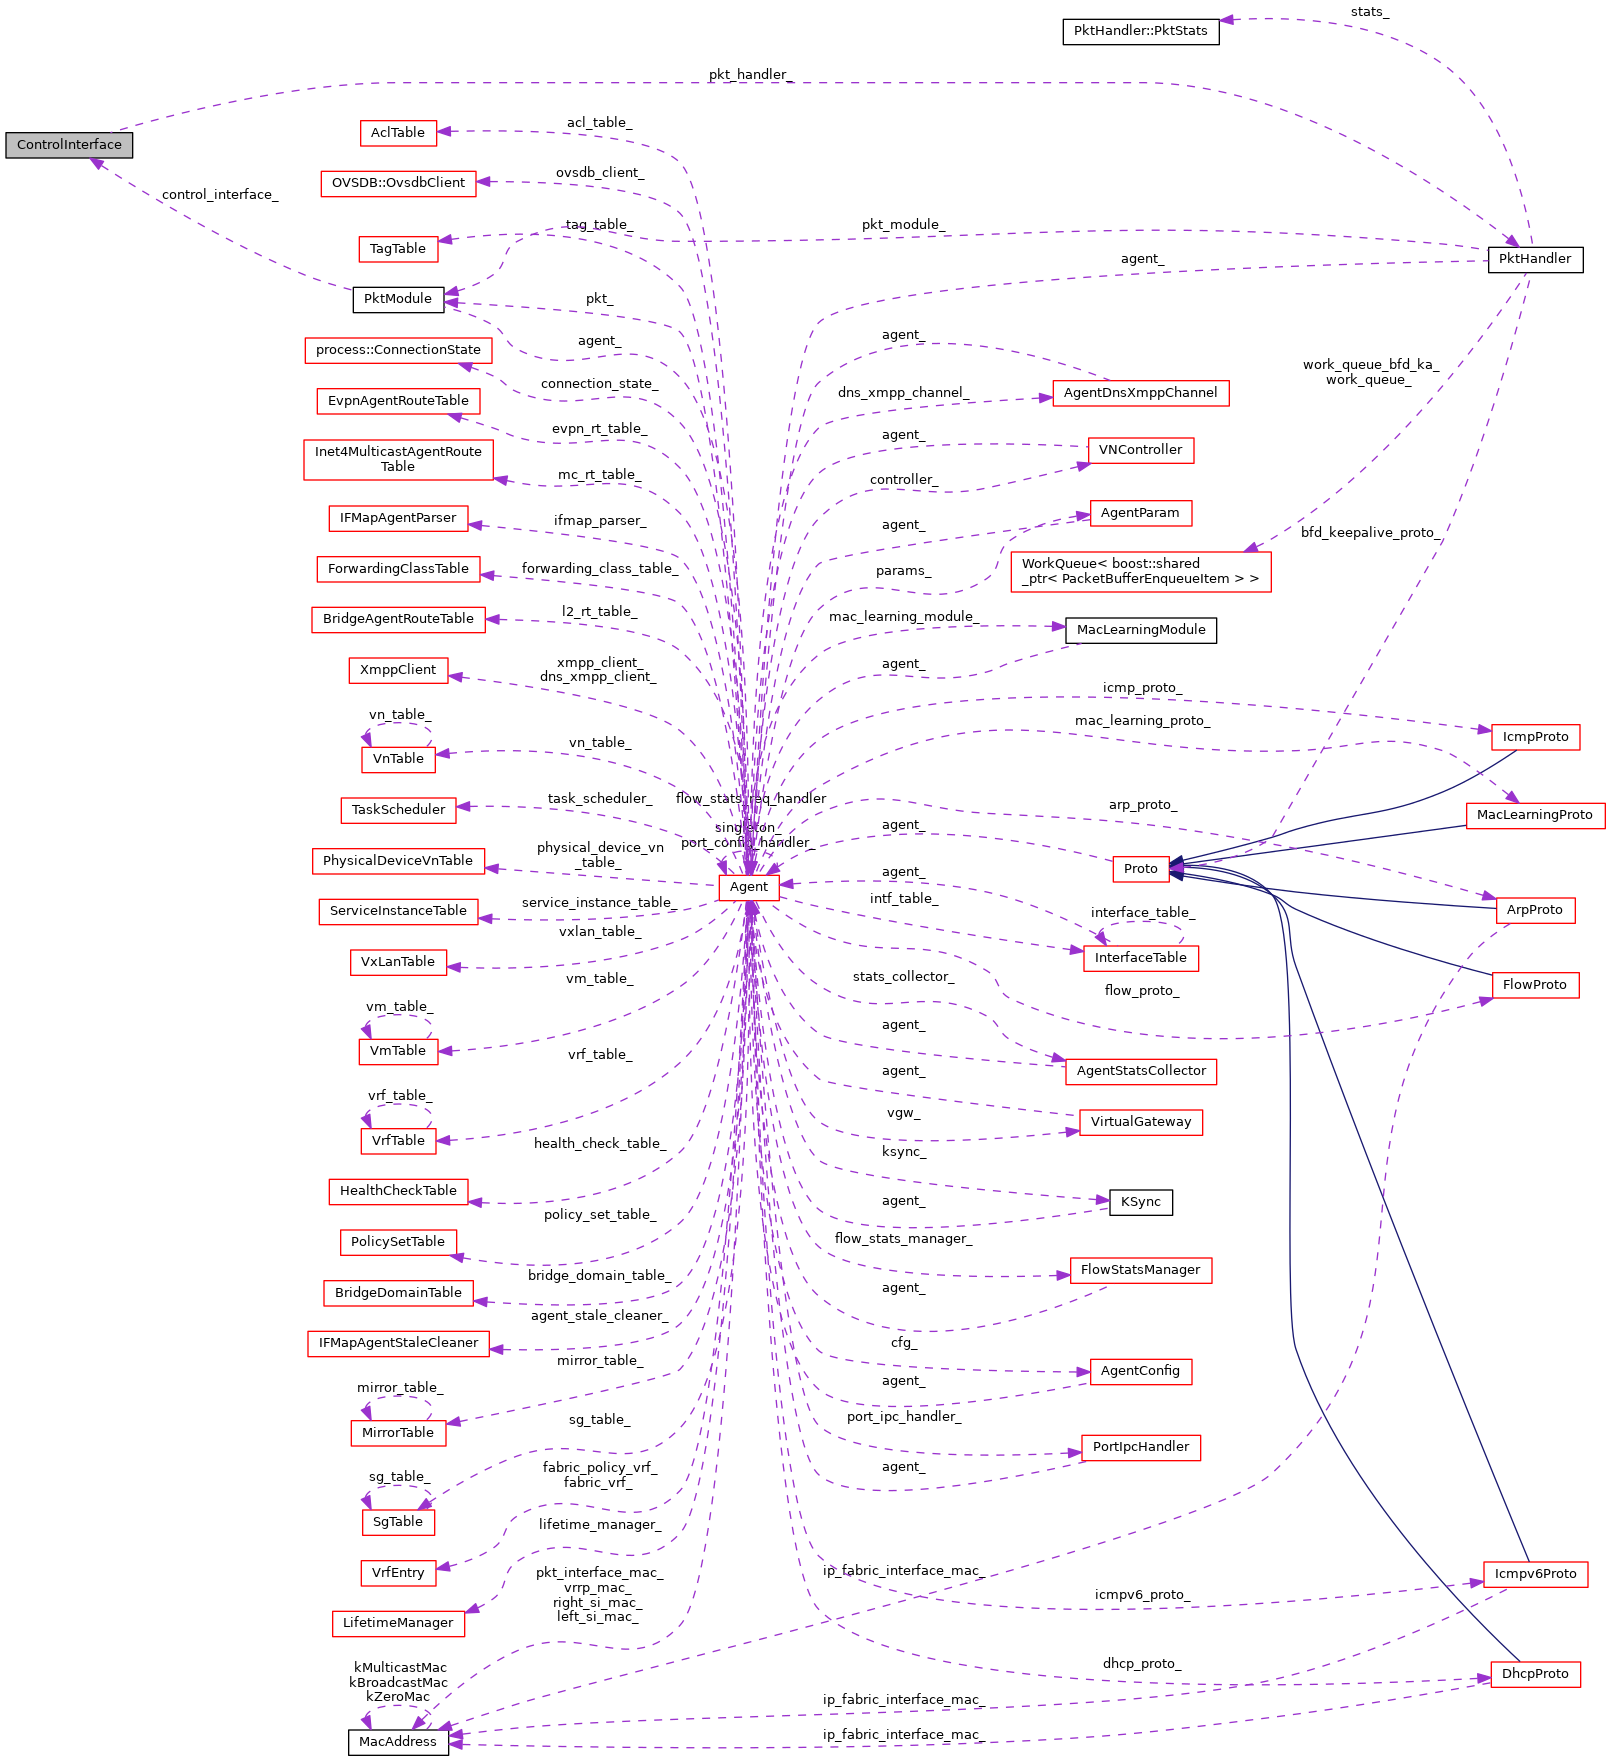 stats_
PktHandler::PktStats
pkt_handler_
acl_table_
AclTable
ControlInterface
ovsdb_client_
OVSDB::OvsdbClient
control_interface_
tag_table_
pkt_module_
TagTable
agent_
PktHandler
pkt_
PktModule
agent_
agent_
process::ConnectionState
work_queue_bfd_ka_
work_queue_
connection_state_
dns_xmpp_channel_
AgentDnsXmppChannel
EvpnAgentRouteTable
evpn_rt_table_
agent_
VNController
Inet4MulticastAgentRoute
Table
mc_rt_table_
controller_
AgentParam
IFMapAgentParser
ifmap_parser_
agent_
bfd_keepalive_proto_
WorkQueue< boost::shared
_ptr< PacketBufferEnqueueItem > >
ForwardingClassTable
forwarding_class_table_
params_
l2_rt_table_
BridgeAgentRouteTable
mac_learning_module_
MacLearningModule
XmppClient
xmpp_client_
dns_xmpp_client_
agent_
icmp_proto_
vn_table_
mac_learning_proto_
IcmpProto
vn_table_
VnTable
task_scheduler_
TaskScheduler
flow_stats_req_handler
arp_proto_
MacLearningProto
singleton_
port_config_handler_
agent_
physical_device_vn
_table_
PhysicalDeviceVnTable
Proto
agent_
Agent
service_instance_table_
ServiceInstanceTable
intf_table_
interface_table_
ArpProto
vxlan_table_
VxLanTable
InterfaceTable
vm_table_
stats_collector_
flow_proto_
FlowProto
vm_table_
agent_
VmTable
vrf_table_
agent_
AgentStatsCollector
vrf_table_
vgw_
VirtualGateway
VrfTable
health_check_table_
ksync_
HealthCheckTable
agent_
KSync
policy_set_table_
PolicySetTable
flow_stats_manager_
FlowStatsManager
bridge_domain_table_
BridgeDomainTable
agent_
agent_stale_cleaner_
IFMapAgentStaleCleaner
cfg_
AgentConfig
mirror_table_
mirror_table_
agent_
MirrorTable
sg_table_
port_ipc_handler_
PortIpcHandler
sg_table_
fabric_policy_vrf_
fabric_vrf_
agent_
SgTable
lifetime_manager_
VrfEntry
pkt_interface_mac_
vrrp_mac_
right_si_mac_
left_si_mac_
ip_fabric_interface_mac_
icmpv6_proto_
Icmpv6Proto
LifetimeManager
kMulticastMac
kBroadcastMac
kZeroMac
dhcp_proto_
DhcpProto
ip_fabric_interface_mac_
MacAddress
ip_fabric_interface_mac_